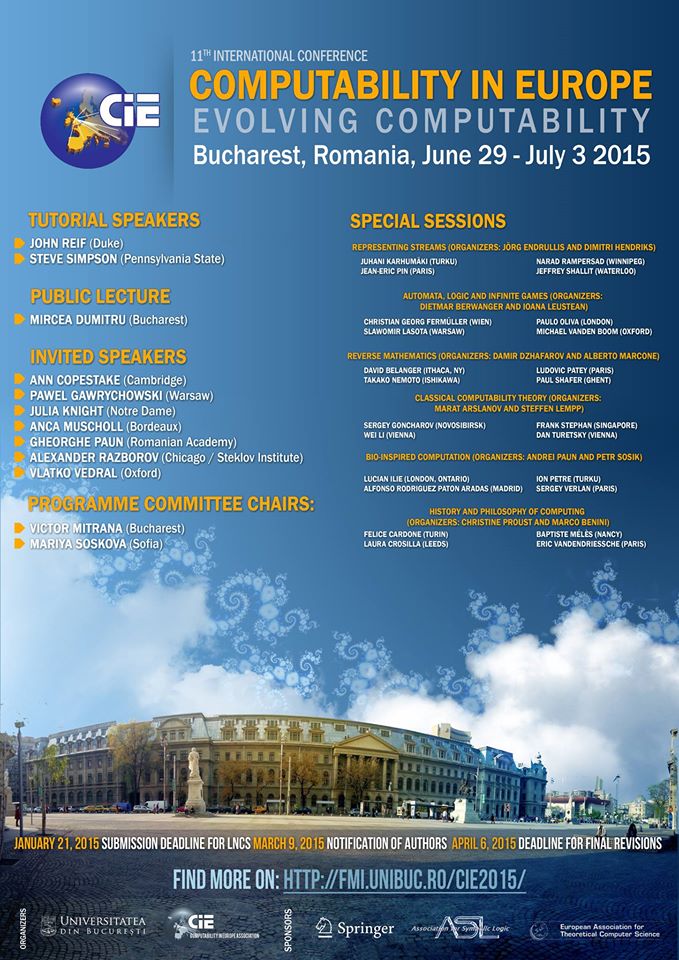 11TH INTERNATIONAL CONFERENCE
COMPUTABILITY IN EUROPE
EVOLVING COMPUTABILITY
Bucharest, Romania, June 29 - July 3 2015
CiE
TUTORIAL SPEAKERS
JOHN REIF (Duke)
STEVE SIMPSON (Pennsylvania State)
PUBLIC LECTURE
MIRCEA DUMITRU (Bucharest)
INVITED SPEAKERS
ANN COPESTAKE (Cambridge)
PAWEL GAWRYCHOWSKI (Warsaw)
JULIA KNIGHT (Notre Dame)
ANCA MUSCHOLL (Bordeaux)
GHEORGHE PAUN (Romanian Academy)
ALEXANDER RAZBOROV (Chicago / Steklov Institute)
VLATKO VEDRAL (Oxford)
PROGRAMME COMMITTEE CHAIRS:
VICTOR MITRANA (Bucharest)
MARIYA SOSKOVA (Sofia)
SPECIAL SESSIONS
REPRESENTING STREAMS (ORGANIZERS: JÖRG ENDRULLIS AND DIMITRI HENDRIKS)
JUHANI KARHUMÄKI (TURKU) NARAD RAMPERSAD (WINNIPEG)
JEAN-ERIC PIN (PARIS) JEFFREY SHALLIT (WATERLOO)
AUTOMATA, LOGIC AND INFINITE GAMES (ORGANIZERS:
DIETMAR BERWANGER AND IOANA LEUSTEAN)
CHRISTIAN GEORG FERMÜLLER (WIEN) PAULO OLIVA (LONDON)
SLAWOMIR LASOTA (WARSAW) MICHAEL VANDEN BOOM (OXFORD)
REVERSE MATHEMATICS (ORGANIZERS: DAMIR DZHAFAROV AND ALBERTO MARCONE)
DAVID BELANGER (ITHACA, NY) LUDOVIC PATEY (PARIS)
TAKAKO NEMOTO (ISHIKAWA) PAUL SHAFER (GHENT)
CLASSICAL COMPUTABILITY THEORY (ORGANIZERS:
MARAT ARSLANOV AND STEFFEN LEMPP)
SERGEY GONCHAROV (NOVOSIBIRSK) FRANK STEPHAN (SINGAPORE)
WEI LI (VIENNA) DAN TURETSKY (VIENNA)
BIO-INSPIRED COMPUTATION (ORGANIZERS: ANDREI PAUN AND PETR SOSIK)
LUCIAN ILIE (LONDON, ONTARIO) ION PETRE (TURKU)
ALFONSO RODRIGUEZ PATON ARADAS (MADRID) SERGEY VERLAN (PARIS)
HISTORY AND PHILOSOPHY OF COMPUTING
(ORGANIZERS: CHRISTINE PROUST AND MARCO BENINI)
FELICE CARDONE (TURIN) BAPTISTE MÉLÈS (NANCY)
LAURA CROSILLA (LEEDS) ERIC VANDENDRIESSCHE (PARIS)
JANUARY 21, 2015 SUBMISSION DEADLINE FOR LNCS MARCH 9, 2015 NOTIFICATION OF AUTHORS APRIL 6, 2015 DEADLINE FOR FINAL REVISIONS
FIND MORE ON: HTTP://FMI.UNIBUC.RO/CIE2015/
ORGANIZERS
UNIVERSITATEA
DIN BUCUREȘTI
CiE
COMPUTABILITY IN EUROPE ASSOCIATION
SPONSORS
Springer
ASL
Association for Symbolic Logic
European Association for
Theoretical Computer Science